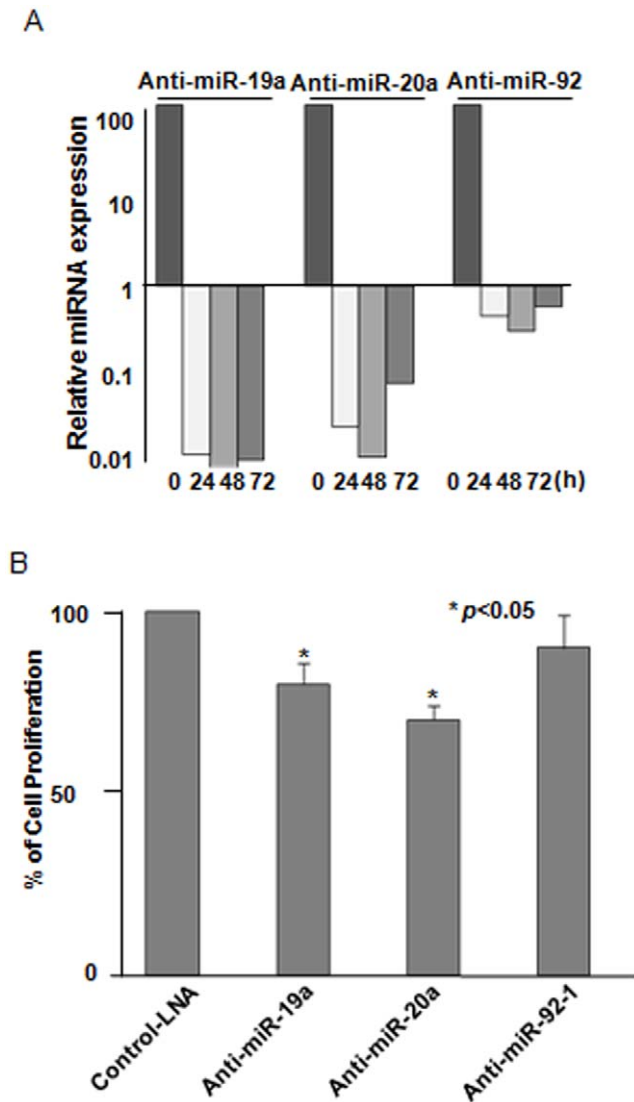 A
Anti-miR-19a Anti-miR-20a Anti-miR-92
Relative miRNA expression
100
10
1
0.1
0.01
0 24 48 72 0 24 48 72 0 24 48 72 (h)
B
% of Cell Proliferation
100
50
0
* p<0.05
*
*
Control-LNA
Anti-miR-19a
Anti-miR-20a
Anti-miR-92-1